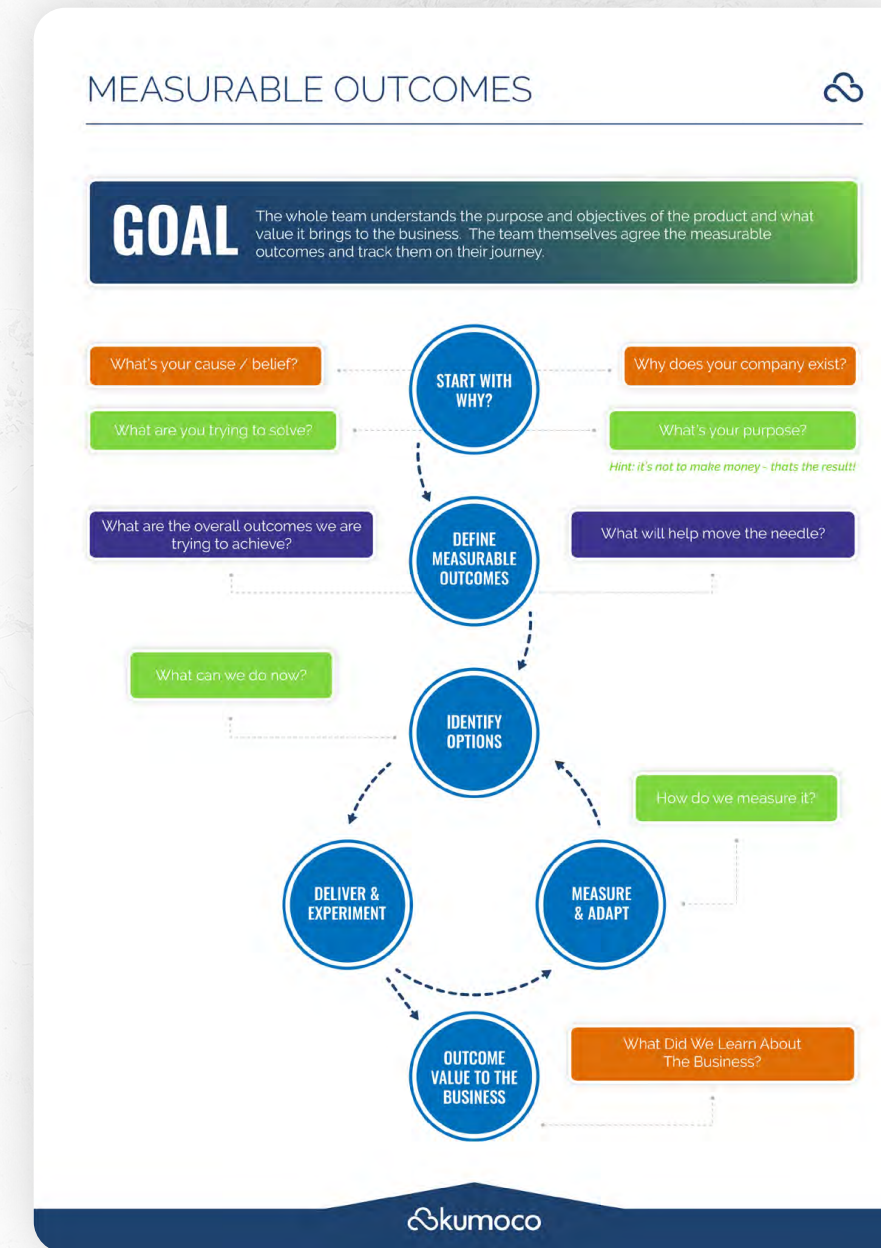 MEASURABLE OUTCOMES
GOAL
The whole team understands the purpose and objectives of the product and what
value it brings to the business. The team themselves agree the measurable
outcomes and track them on their journey.
What's your cause / belief?
START WITH
WHY?
Why does your company exist?
What are you trying to solve?
What's your purpose?
Hint: it's not to make money - thats the result!
What are the overall outcomes we are
trying to achieve?
DEFINE
MEASURABLE
OUTCOMES
What will help move the needle?
What can we do now?
IDENTIFY
OPTIONS
How do we measure it?
DELIVER &
EXPERIMENT
MEASURE
& ADAPT
OUTCOME
VALUE TO THE
BUSINESS
What Did We Learn About
The Business?
kumoco